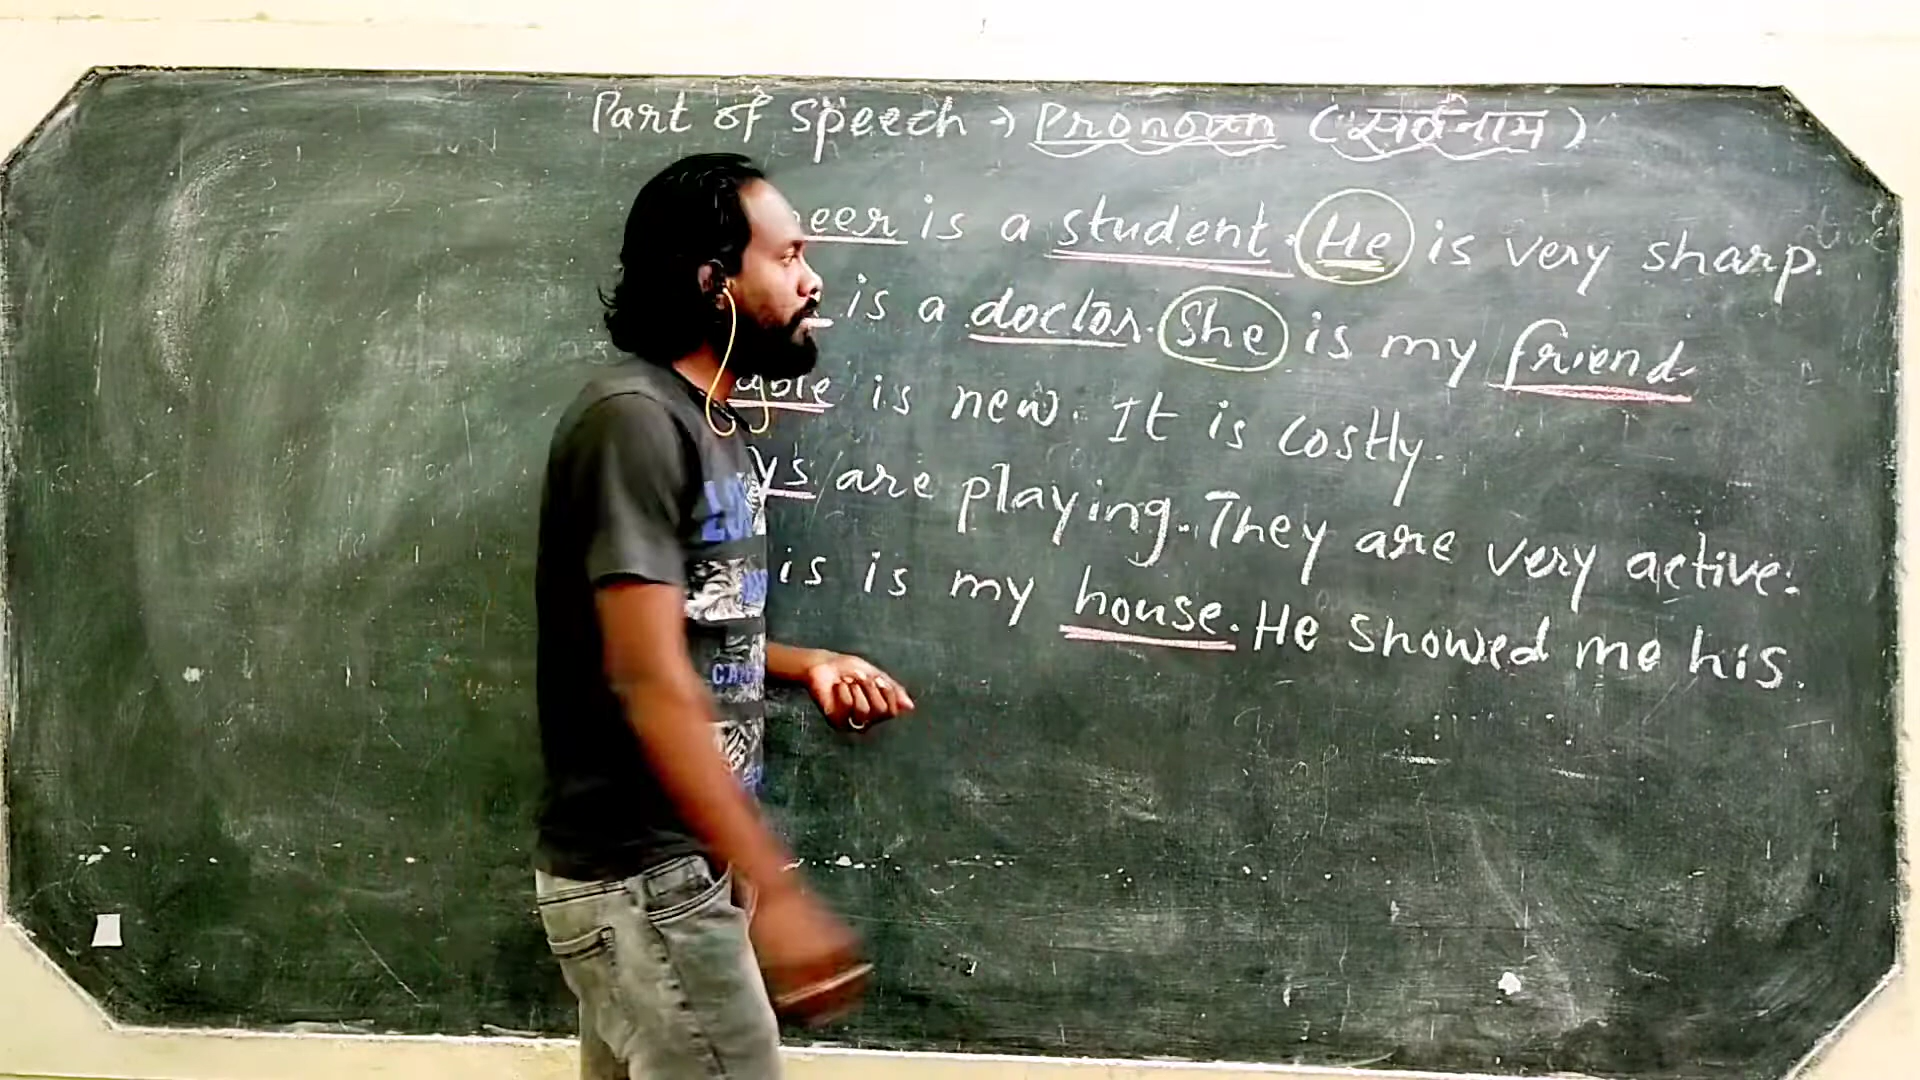 Part of Speech → Pronoun (सर्वनाम)
is a student. He is very sharp.
is a doctor. She is my friend.
is new. It is costly.
are playing. They are very active.
is my house. He showed me his.